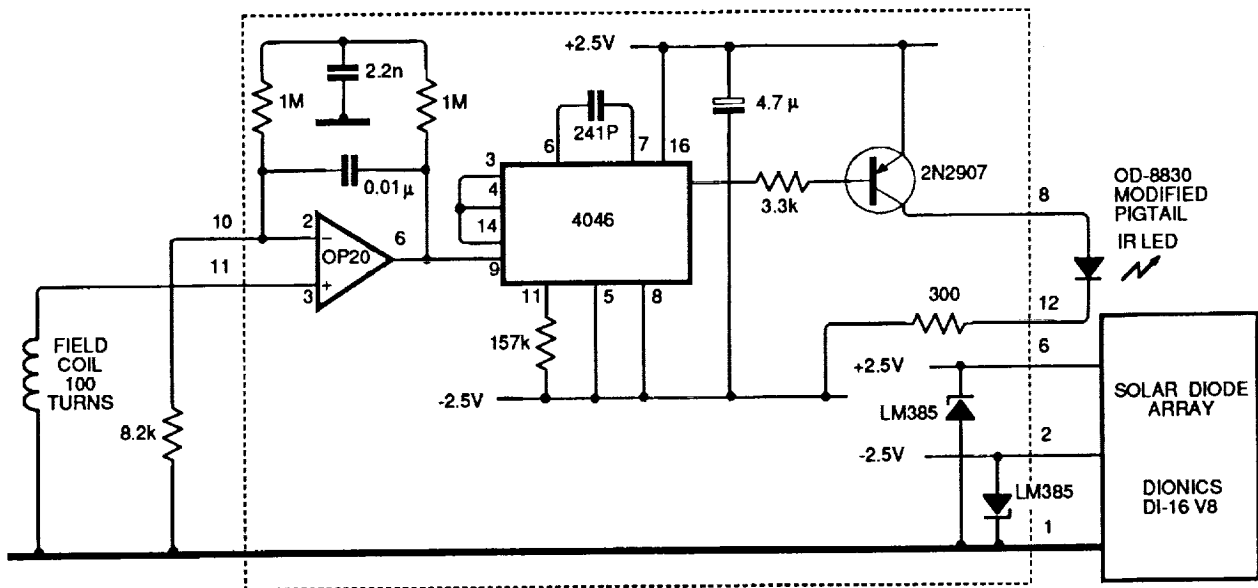 +2.5V
2.2n
1M
1M
4.7 µ
241P
6
7
16
3
4
14
9
4046
0.01 µ
2N2907
3.3k
OD-8830
MODIFIED
PIGTAIL
IR LED
8
10
11
2
6
OP20
3
−
+
11
5
8
300
12
FIELD
COIL
100
TURNS
157k
+2.5V
6
SOLAR DIODE
ARRAY
8.2k
-2.5V
LM385
-2.5V
2
LM385
DIONICS
DI-16 V8
1